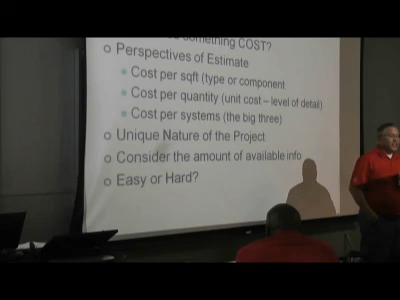 something COST?
Perspectives of Estimate
Cost per sqft (type or component
Cost per quantity (unit cost – level of detail)
Cost per systems (the big three)
Unique Nature of the Project
Consider the amount of available info
Easy or Hard?